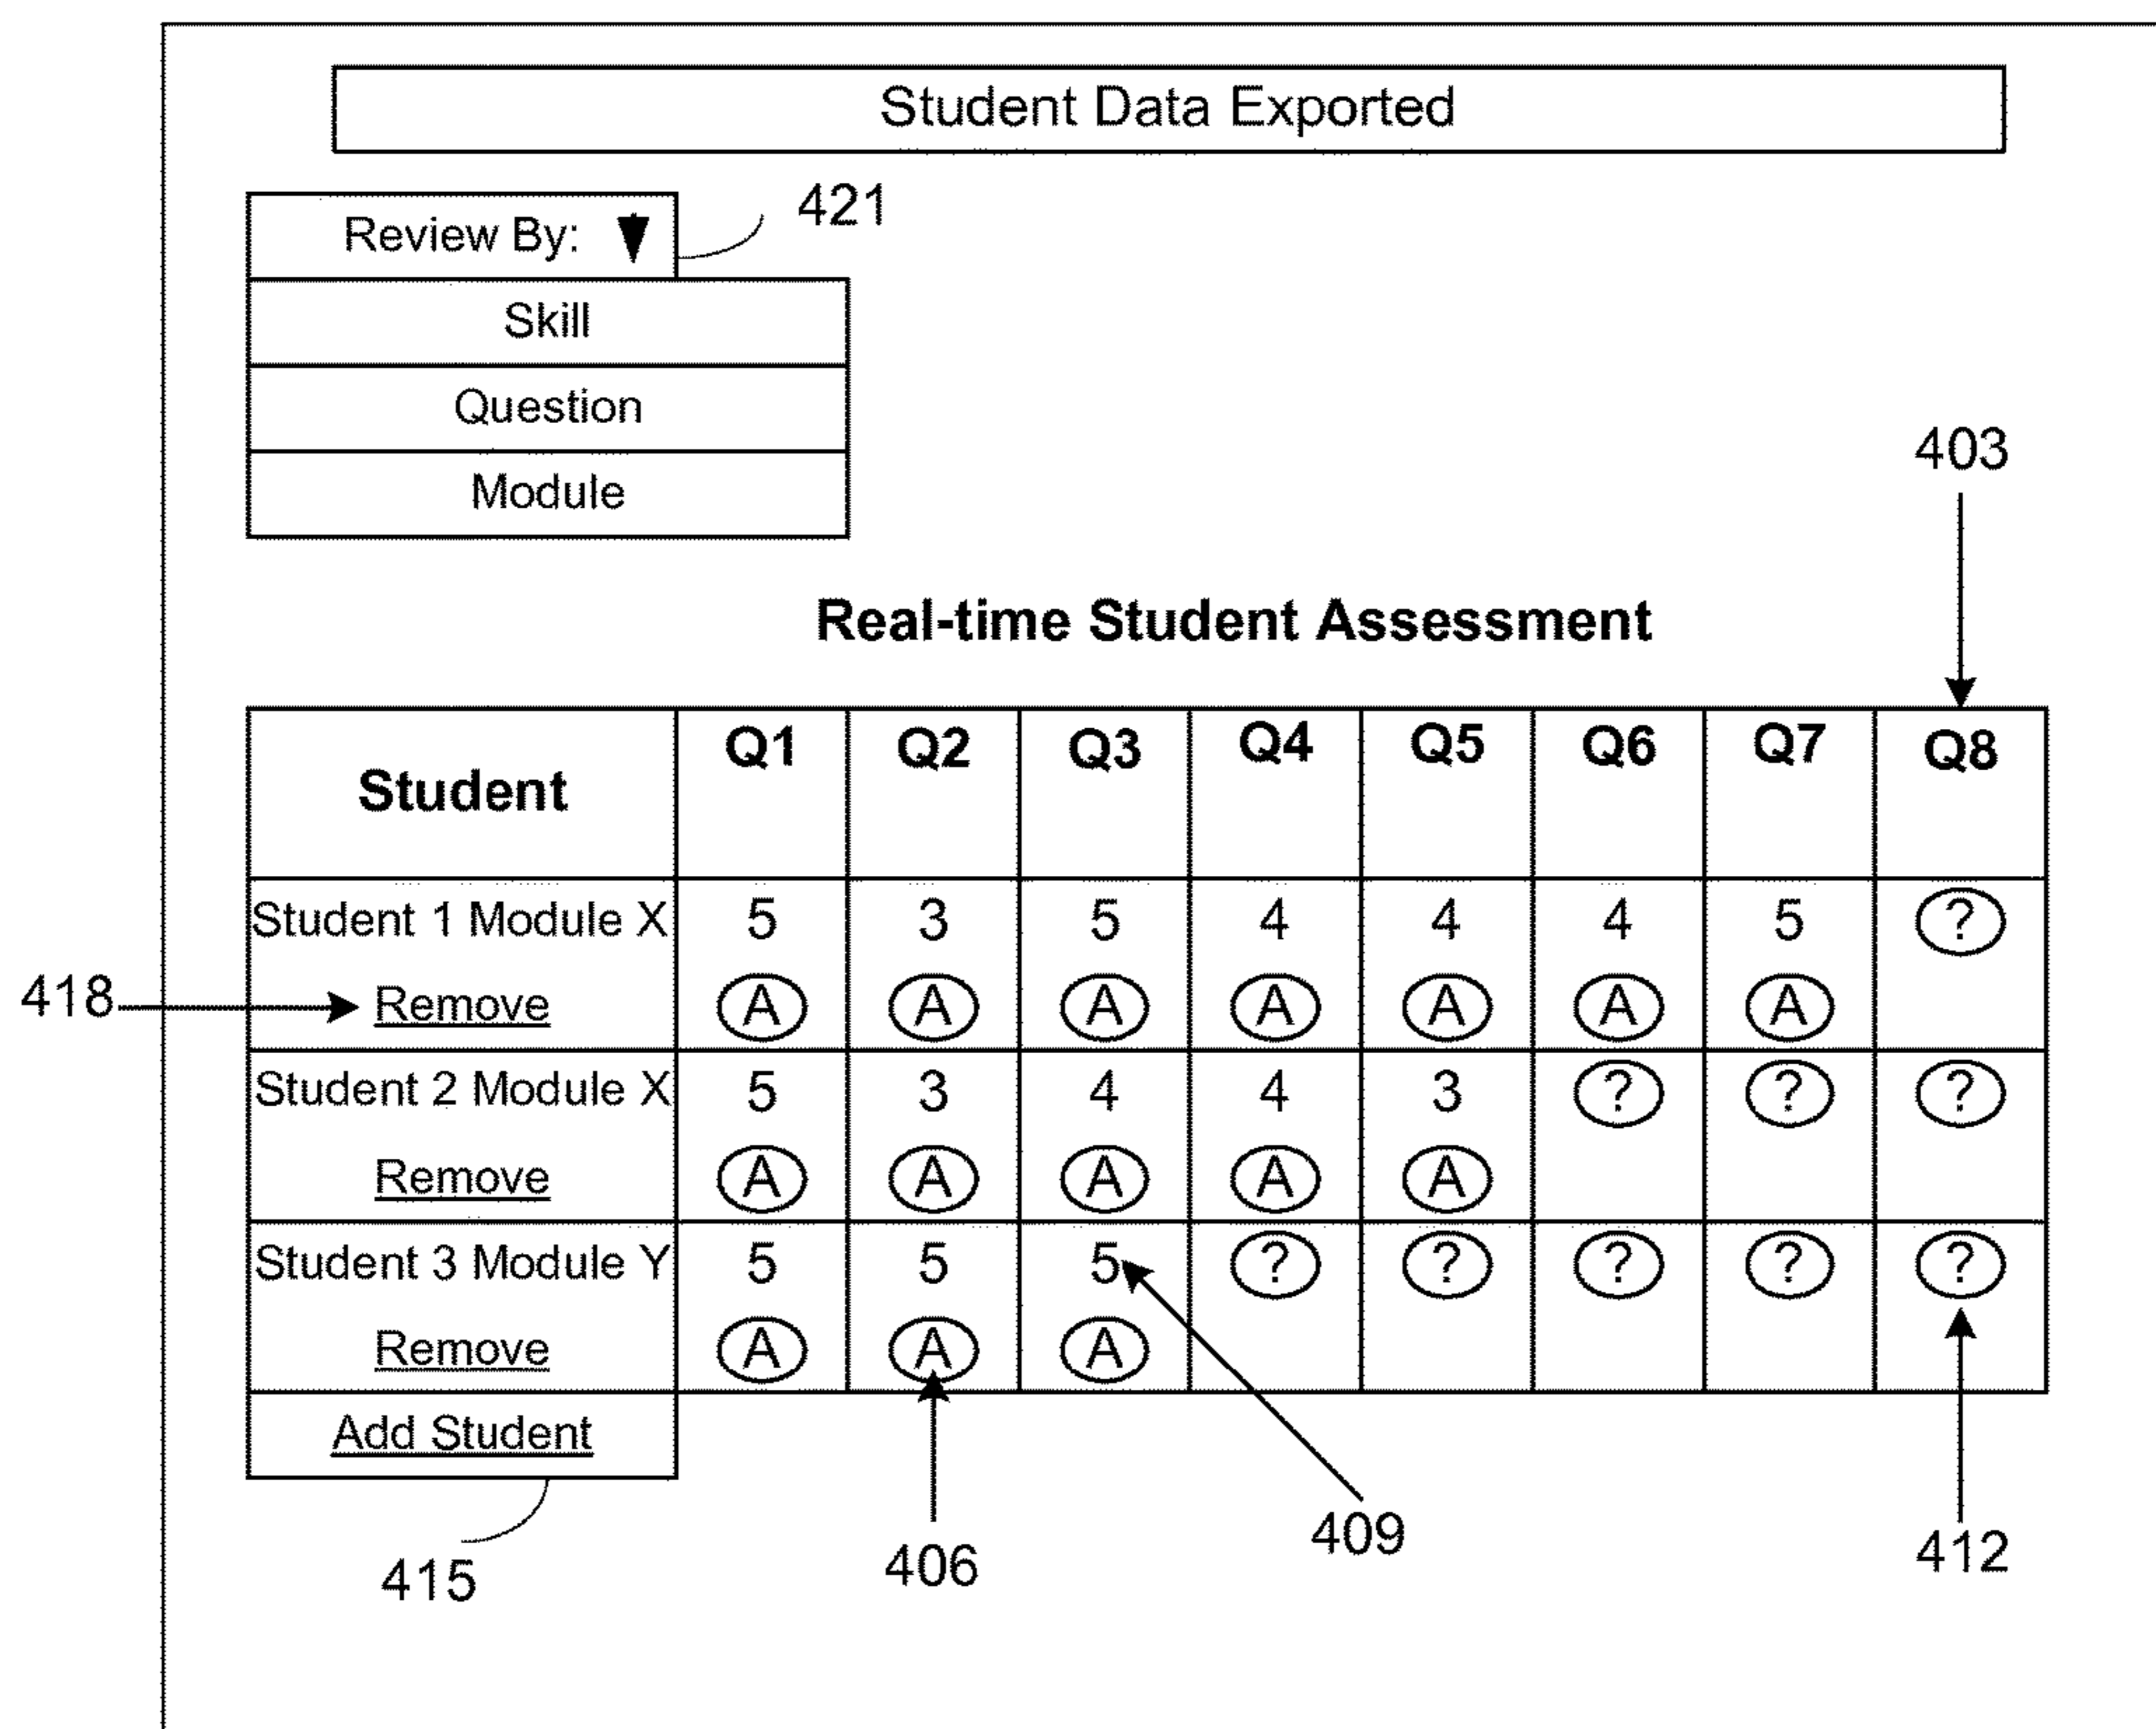 Student Data Exported
Review By: ▼ 421
Skill
Question
Module
403
Real-time Student Assessment
Student Q1 Q2 Q3 Q4 Q5 Q6 Q7 Q8
Student 1 Module X 5 3 5 4 4 4 5 ?
418 Remove A A A A A A A
Student 2 Module X 5 3 4 4 3 ? ? ?
Remove A A A A A
Student 3 Module Y 5 5 5 ? ? ? ? ?
Remove A A A
Add Student
415 406 409 412